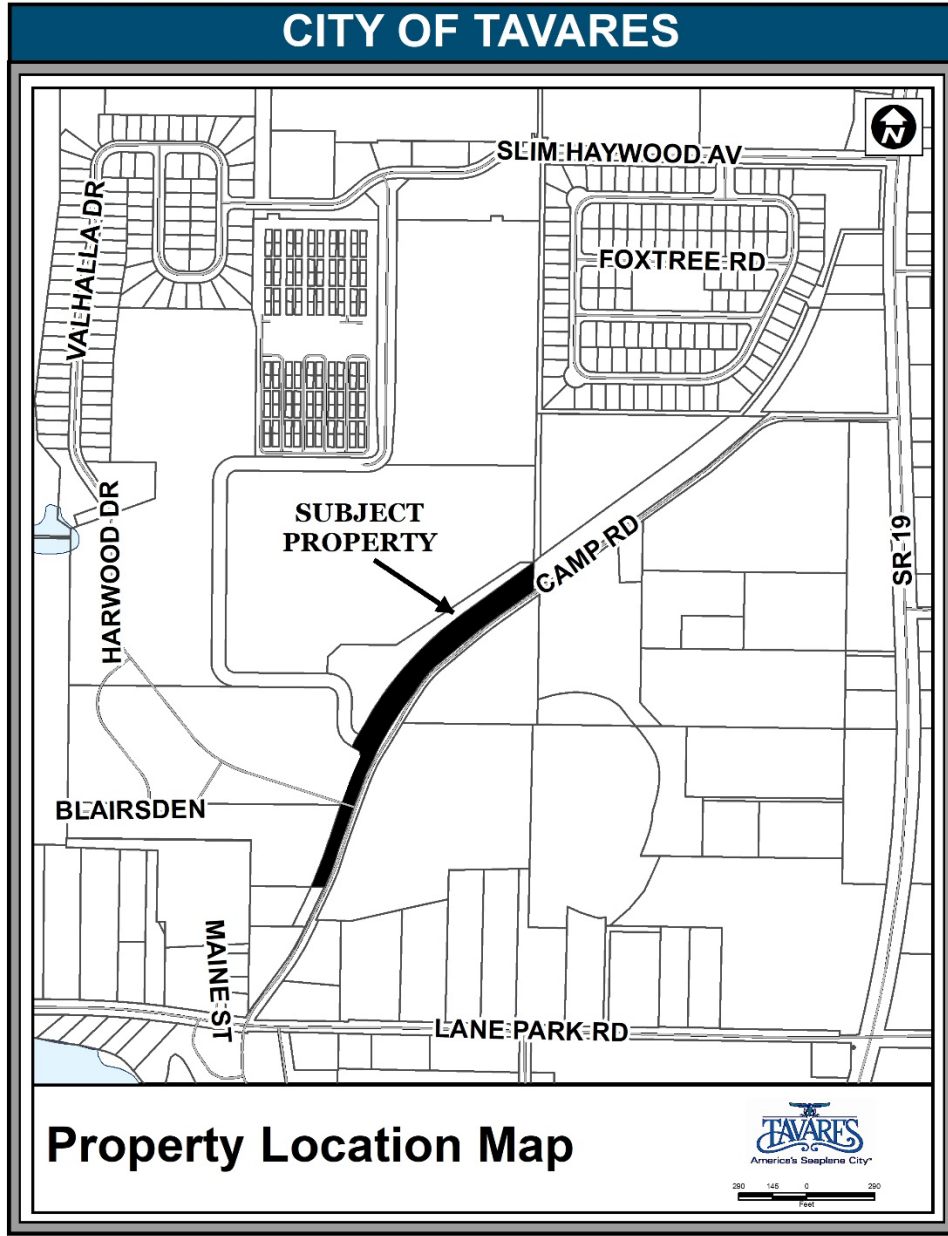 CITY OF TAVARES
N
SLIM HAYWOOD AV
VALHALLA DR
FOXTREE RD
HARWOOD DR
SUBJECT
PROPERTY
CAMP RD
SR 19
BLAIRSDEN
MAINE ST
LANE PARK RD
Property Location Map
TAVARES
America's Seaplane City
290 145 0 290
Feet